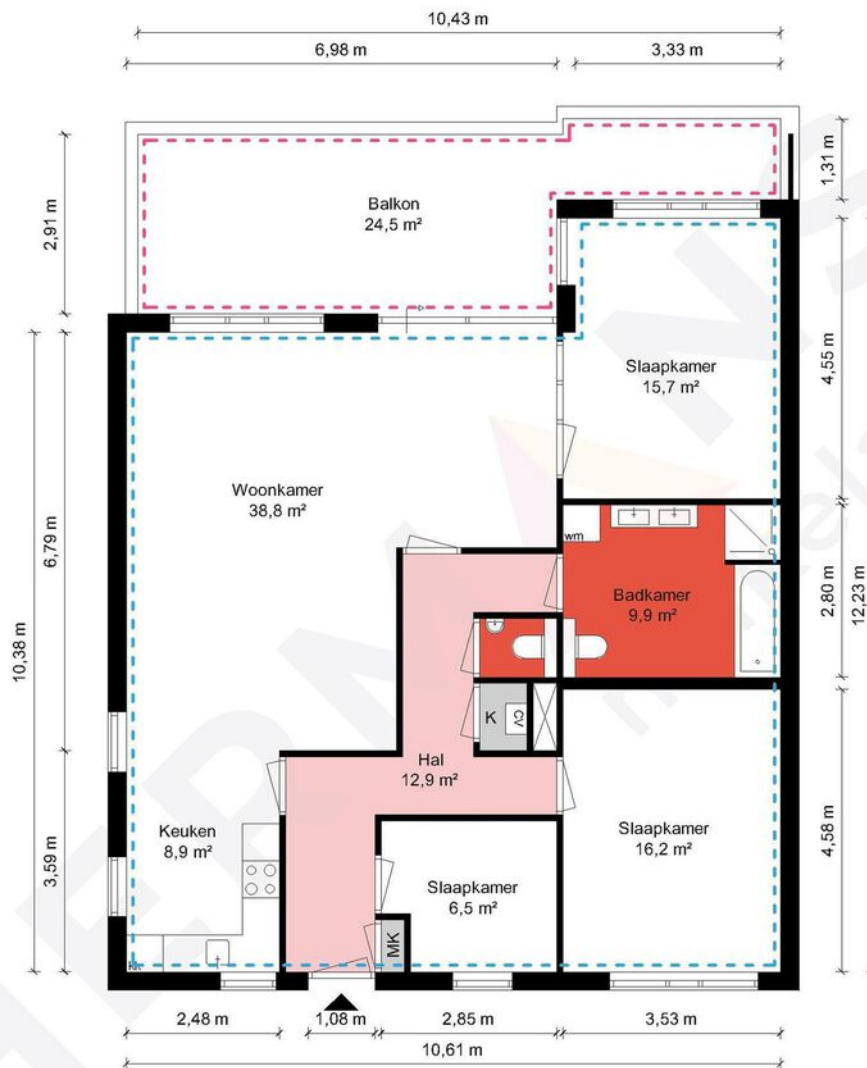 10,43 m
6,98 m
3,33 m
2,91 m
1,31 m
Balkon
24,5 m²
4,55 m
Slaapkamer
15,7 m²
Woonkamer
38,8 m²
6,79 m
wm
Badkamer
9,9 m²
2,80 m
12,23 m
10,38 m
K
CV
Hal
12,9 m²
Keuken
8,9 m²
Slaapkamer
16,2 m²
4,58 m
3,59 m
Slaapkamer
6,5 m²
MK
KK
2,48 m
1,08 m
2,85 m
3,53 m
10,61 m